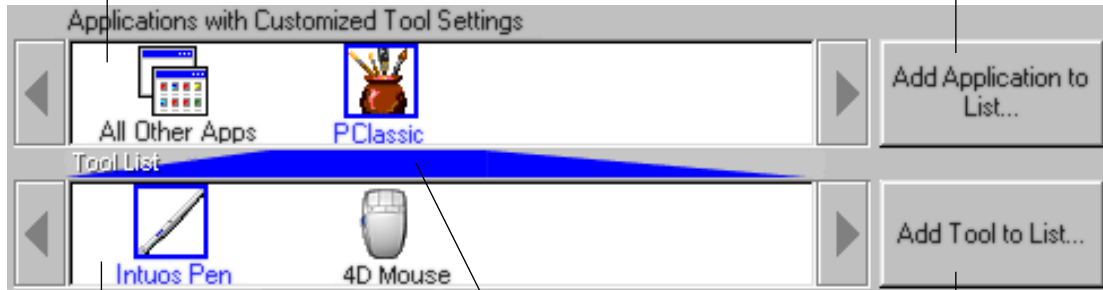 Applications with Customized Tool Settings
All Other Apps
PClassic
Add Application to
List...
Tool List
Intuos Pen
4D Mouse
Add Tool to List...